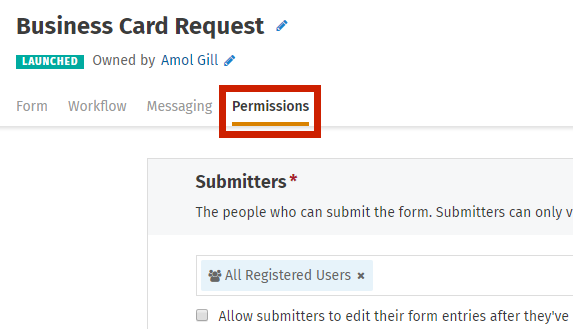 Business Card Request
LAUNCHED Owned by Amol Gill
Form Workflow Messaging Permissions
Submitters*
The people who can submit the form. Submitters can only v
All Registered Users ×
Allow submitters to edit their form entries after they've